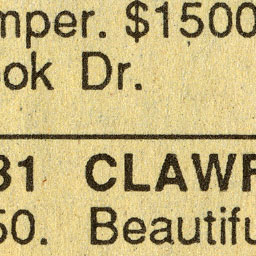 mper. $1500
ok Dr.
31 CLAWF
50. Beautifu